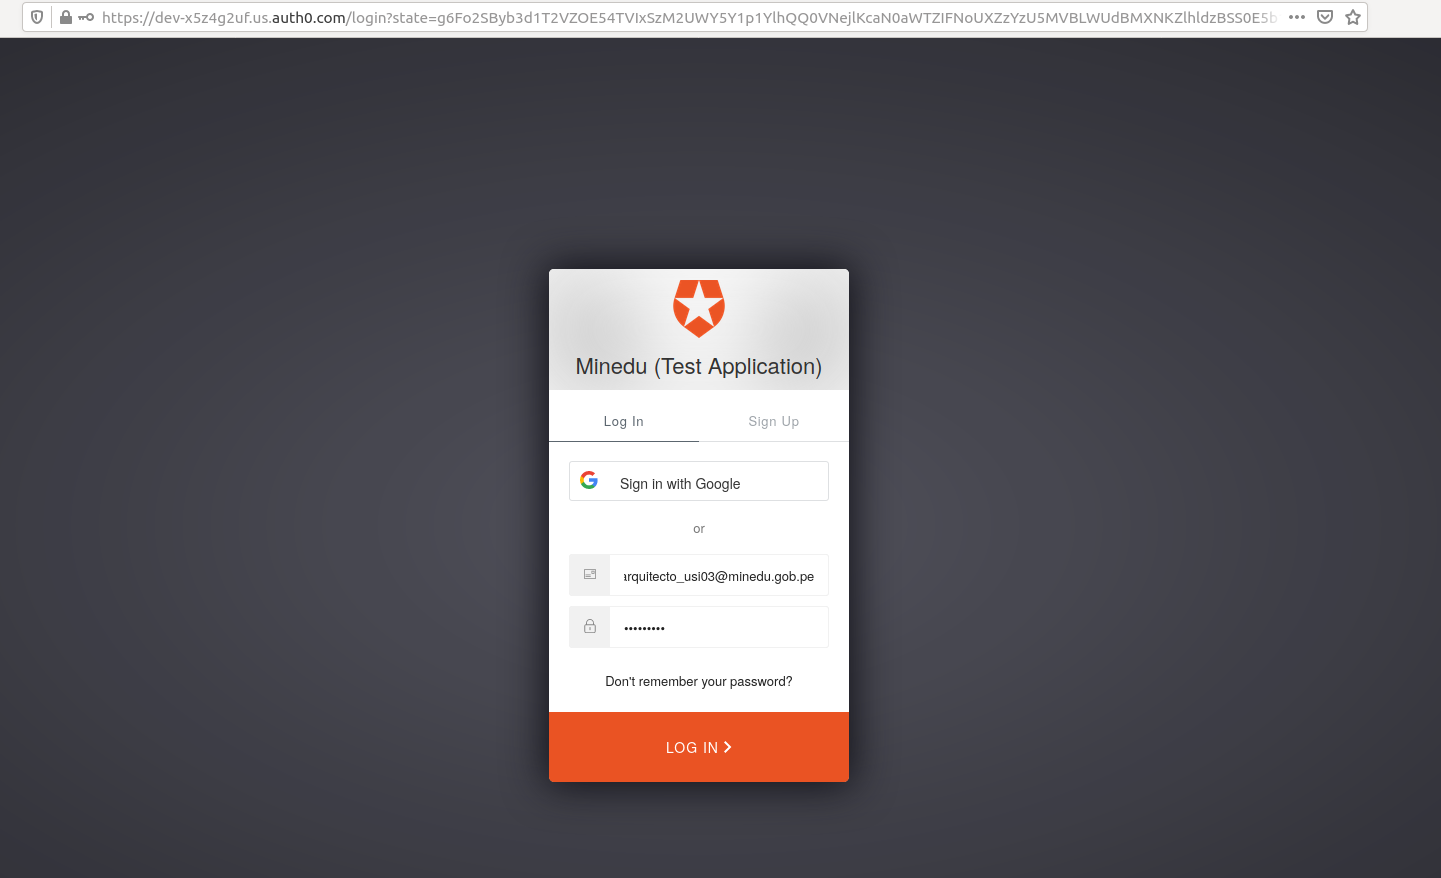 https://dev-x5z4g2uf.us.auth0.com/login?state=g6Fo2SByb3d1T2VZOE54TVIxSzM2UWY5Y1p1YlhQQ0VNejlKcaN0aWTZIFNoUXZzYzU5MVBLWUdBMXNKZlhldzBSS0E5b
Minedu (Test Application)
Log In Sign Up
Sign in with Google
or
arquitecto_usi03@minedu.gob.pe
•••••••••
Don't remember your password?
LOG IN